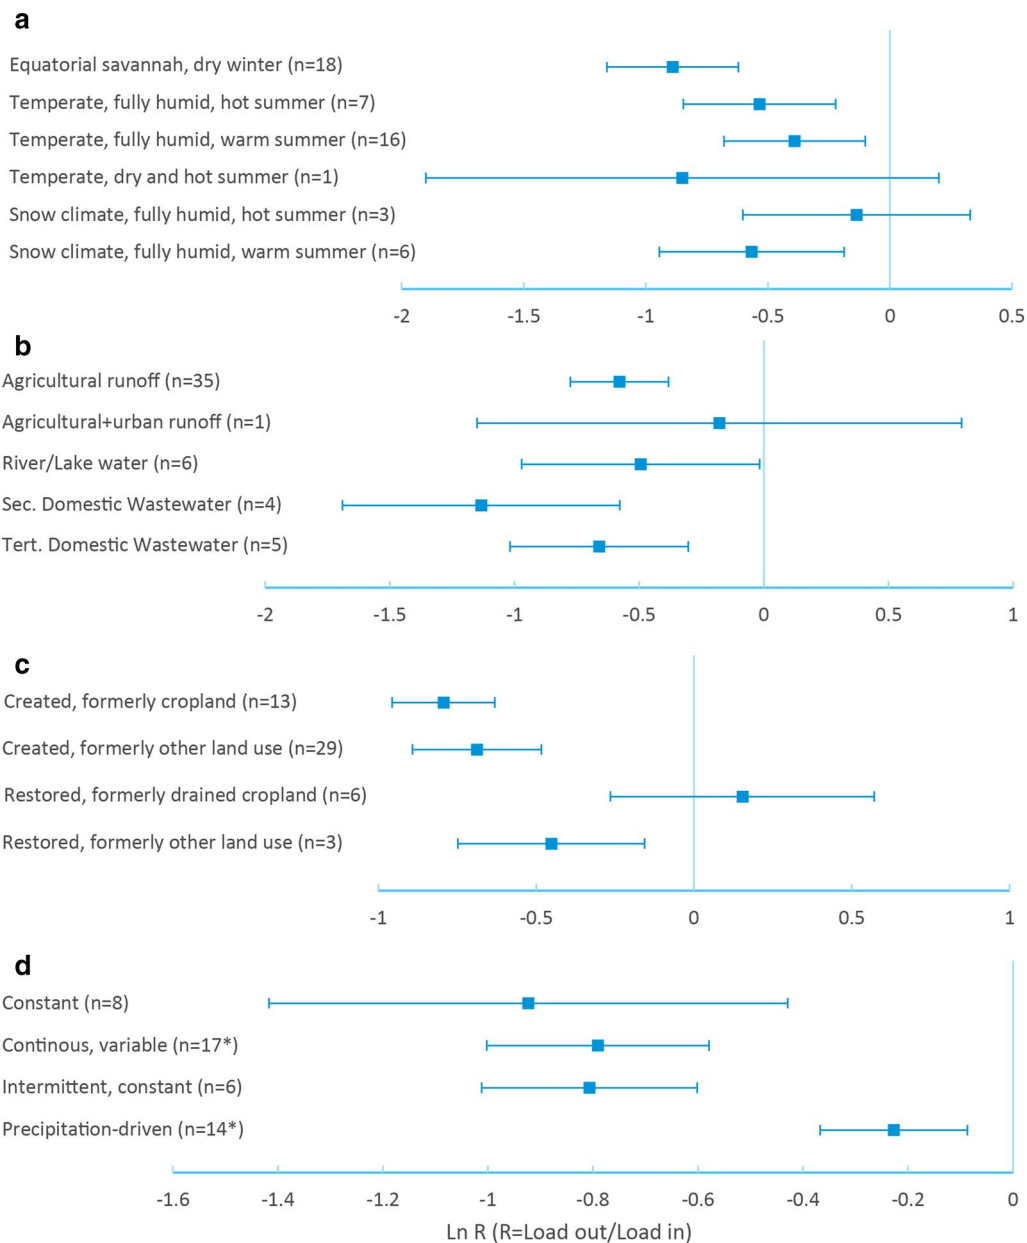 a
Equatorial savannah, dry winter (n=18)
Temperate, fully humid, hot summer (n=7)
Temperate, fully humid, warm summer (n=16)
Temperate, dry and hot summer (n=1)
Snow climate, fully humid, hot summer (n=3)
Snow climate, fully humid, warm summer (n=6)
-2 -1.5 -1 -0.5 0 0.5
b
Agricultural runoff (n=35)
Agricultural+urban runoff (n=1)
River/Lake water (n=6)
Sec. Domestic Wastewater (n=4)
Tert. Domestic Wastewater (n=5)
-2 -1.5 -1 -0.5 0 0.5 1
c
Created, formerly cropland (n=13)
Created, formerly other land use (n=29)
Restored, formerly drained cropland (n=6)
Restored, formerly other land use (n=3)
-1 -0.5 0 0.5 1
d
Constant (n=8)
Continous, variable (n=17*)
Intermittent, constant (n=6)
Precipitation-driven (n=14*)
-1.6 -1.4 -1.2 -1 -0.8 -0.6 -0.4 -0.2 0
Ln R (R=Load out/Load in)